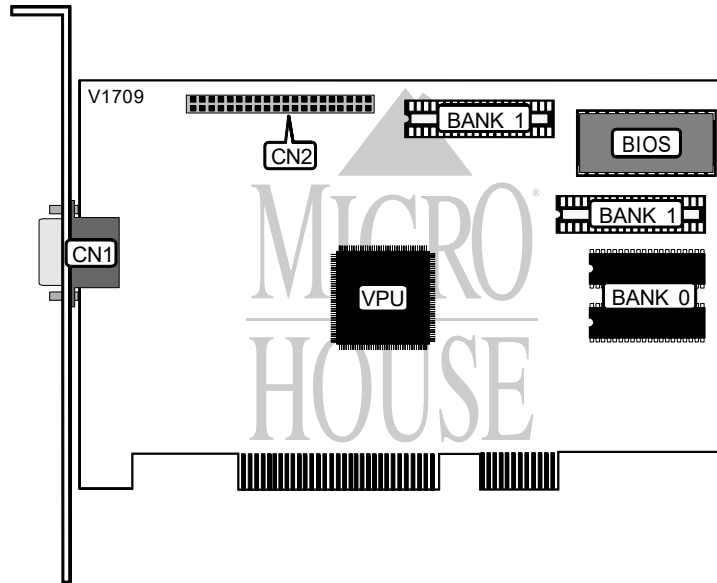 V1709
BANK 1
BIOS
CN2
BANK 1
CN1
MICRO®
VPU
BANK 0
HOUSE